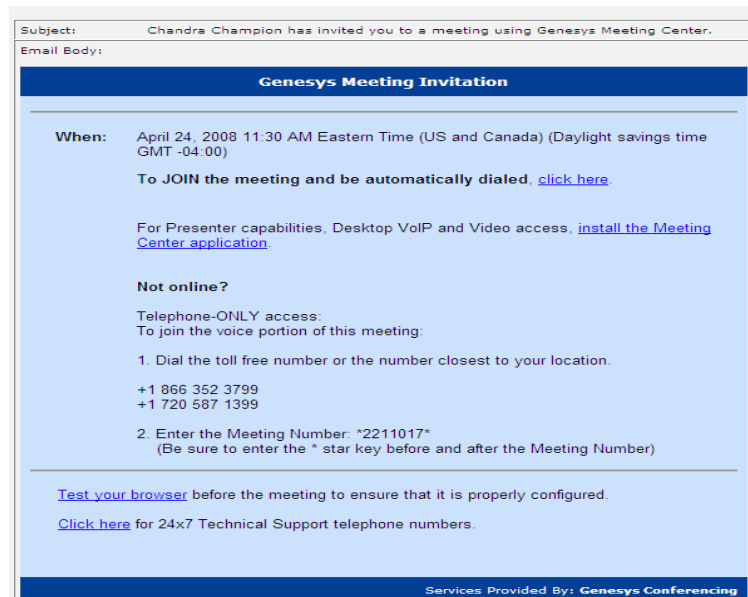 Subject: Chandra Champion has invited you to a meeting using Genesys Meeting Center.
Email Body:
Genesys Meeting Invitation
When: April 24, 2008 11:30 AM Eastern Time (US and Canada) (Daylight savings time
GMT -04:00)
To JOIN the meeting and be automatically dialed, click here.
For Presenter capabilities, Desktop VoIP and Video access, install the Meeting
Center application.
Not online?
Telephone-ONLY access:
To join the voice portion of this meeting:
1. Dial the toll free number or the number closest to your location.
+1 866 352 3799
+1 720 587 1399
2. Enter the Meeting Number: *2211017*
(Be sure to enter the * star key before and after the Meeting Number)
Test your browser before the meeting to ensure that it is properly configured.
Click here for 24x7 Technical Support telephone numbers.
Services Provided By: Genesys Conferencing